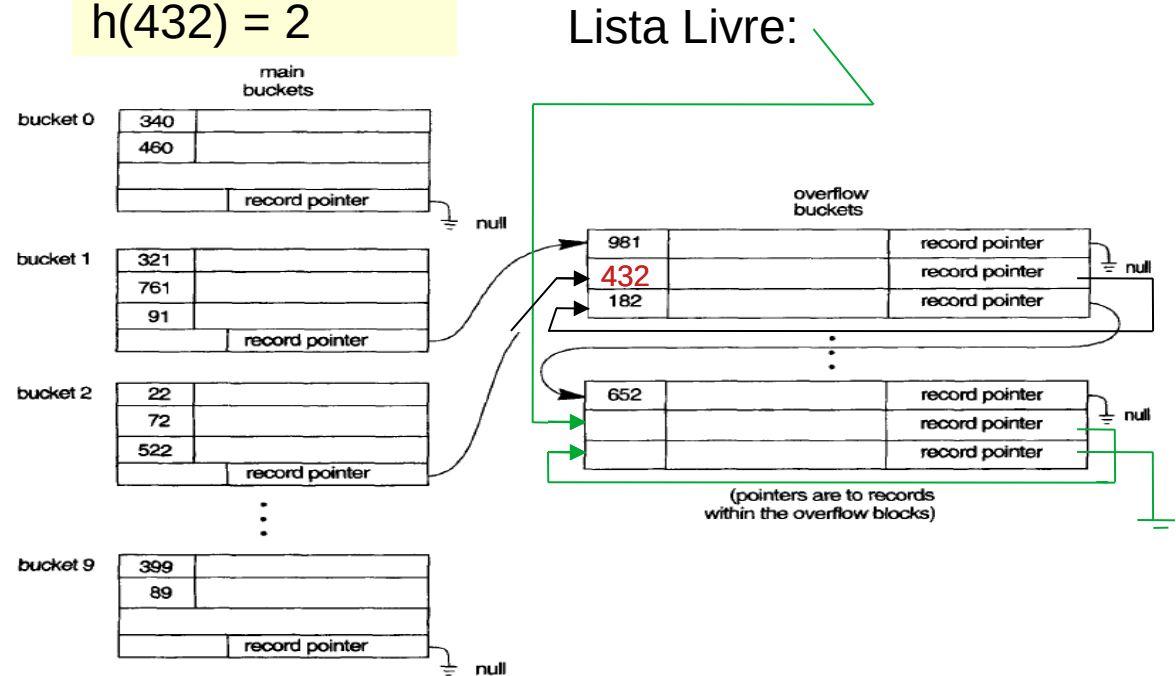 h(432) = 2
Lista Livre:
main
buckets
bucket 0
340
460
record pointer
null
bucket 1
321
761
91
record pointer
bucket 2
22
72
522
record pointer
bucket 9
399
89
record pointer
null
overflow
buckets
981 record pointer
null
432 record pointer
182 record pointer
652 record pointer
null
record pointer
record pointer
(pointers are to records
within the overflow blocks)